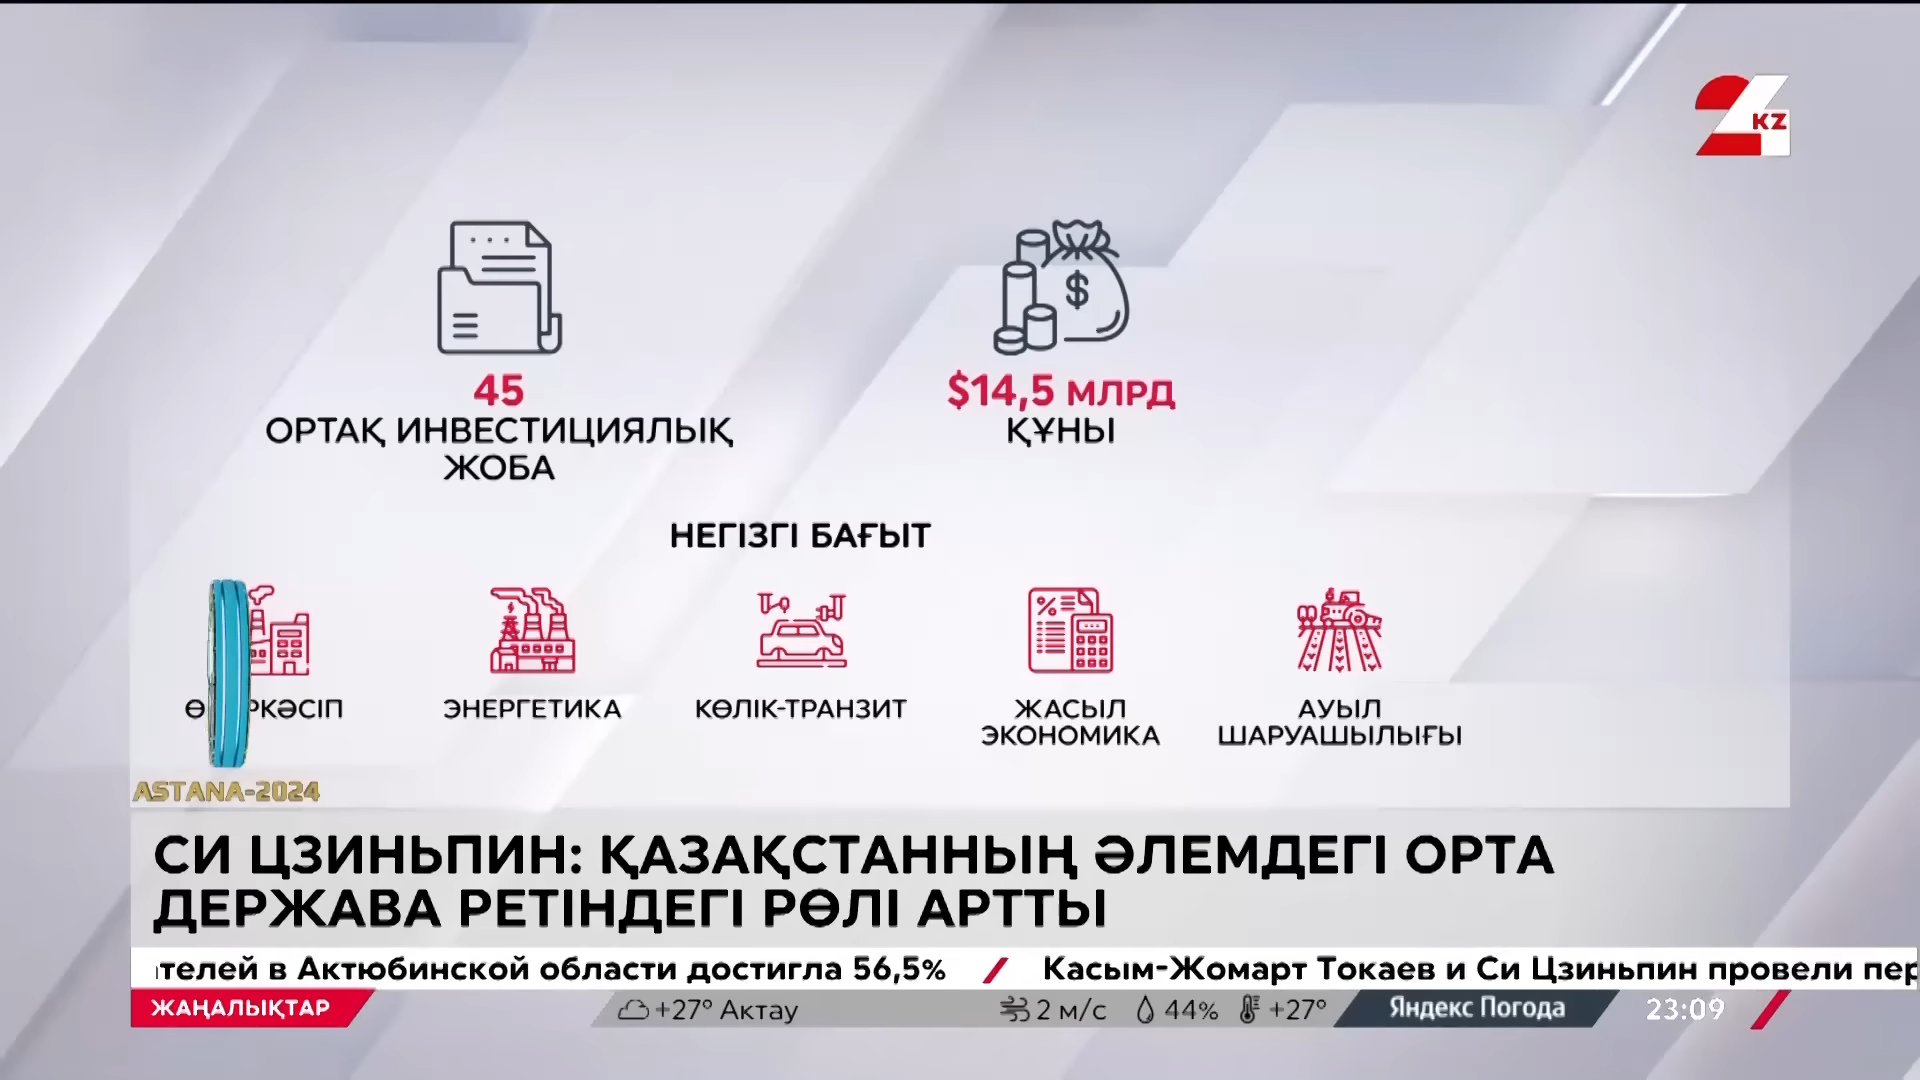 24 KZ
45
ОРТАҚ ИНВЕСТИЦИЯЛЫҚ
ЖОБА
$14,5 МЛРД
ҚҰНЫ
НЕГІЗГІ БАҒЫТ
ЭНЕРГЕТИКА
КӨЛІК-ТРАНЗИТ
ЖАСЫЛ
ЭКОНОМИКА
АУЫЛ
ШАРУАШЫЛЫҒЫ
ASTANA-2024
СИ ЦЗИНЬПИН: ҚАЗАҚСТАННЫҢ ӘЛЕМДЕГІ ОРТА
ДЕРЖАВА РЕТІНДЕГІ РӨЛІ АРТТЫ
ателей в Актюбинской области достигла 56,5% / Касым-Жомарт Токаев и Си Цзиньпин провели пер
ЖАҢАЛЫҚТАР
+27° Актау
2 м/с
44%
+27°
Яндекс Погода
23:09